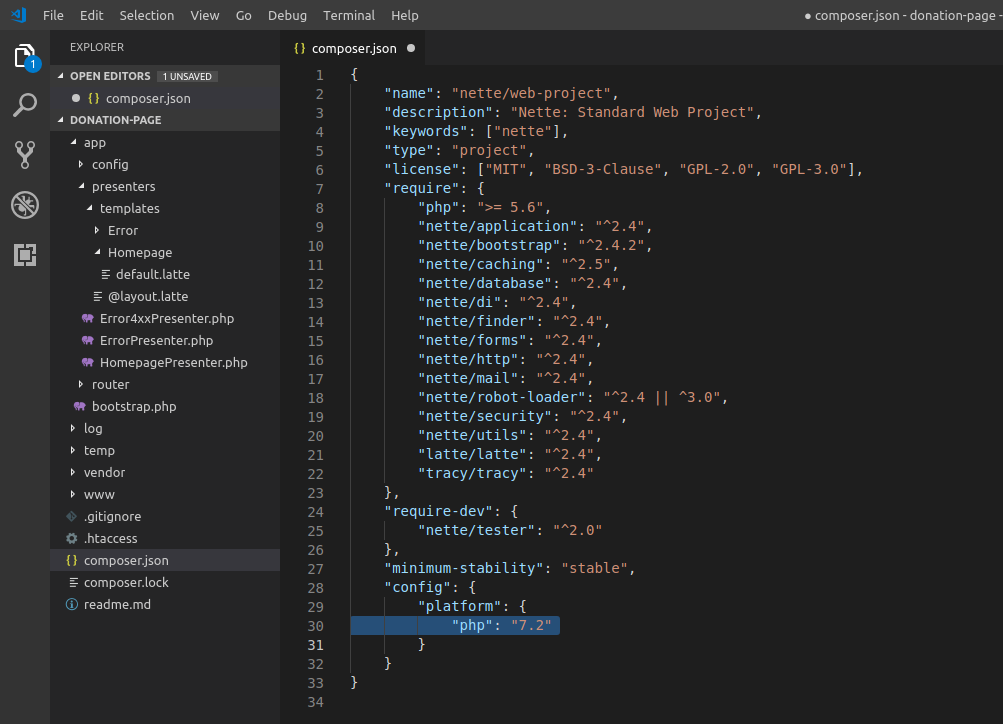 File Edit Selection View Go Debug Terminal Help
● composer.json - donation-page -
1
EXPLORER
OPEN EDITORS 1 UNSAVED
{} composer.json
DONATION-PAGE
app
config
presenters
templates
Error
Homepage
default.latte
@layout.latte
Error4xxPresenter.php
ErrorPresenter.php
HomepagePresenter.php
router
bootstrap.php
log
temp
vendor
www
.gitignore
.htaccess
{} composer.json
composer.lock
readme.md
{} composer.json ●
1 {
2 "name": "nette/web-project",
3 "description": "Nette: Standard Web Project",
4 "keywords": ["nette"],
5 "type": "project",
6 "license": ["MIT", "BSD-3-Clause", "GPL-2.0", "GPL-3.0"],
7 "require": {
8 "php": ">= 5.6",
9 "nette/application": "^2.4",
10 "nette/bootstrap": "^2.4.2",
11 "nette/caching": "^2.5",
12 "nette/database": "^2.4",
13 "nette/di": "^2.4",
14 "nette/finder": "^2.4",
15 "nette/forms": "^2.4",
16 "nette/http": "^2.4",
17 "nette/mail": "^2.4",
18 "nette/robot-loader": "^2.4 || ^3.0",
19 "nette/security": "^2.4",
20 "nette/utils": "^2.4",
21 "latte/latte": "^2.4",
22 "tracy/tracy": "^2.4"
23 },
24 "require-dev": {
25 "nette/tester": "^2.0"
26 },
27 "minimum-stability": "stable",
28 "config": {
29 "platform": {
30 "php": "7.2"
31 }
32 }
33 }
34